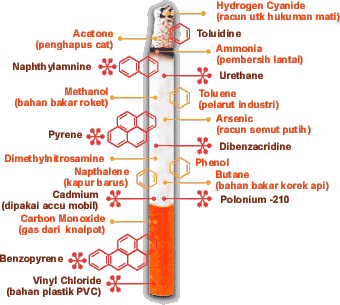 Hydrogen Cyanide
(racun utk hukuman mati)
Acetone
(penghapus cat)
Toluidine
Ammonia
(pembersih lantai)
Naphthylamnine
Urethane
Methanol
(bahan bakar roket)
Toluene
(pelarut industri)
Arsenic
(racun semut putih)
Pyrene
Dibenzacridine
Dimethylnitrosamine
Phenol
Napthalene
(kapur barus)
Butane
(bahan bakar korek api)
Cadmium
(dipakai accu mobil)
Polonium -210
Carbon Monoxide
(gas dari knalpot)
Benzopyrene
Vinyl Chloride
(bahan plastik PVC)